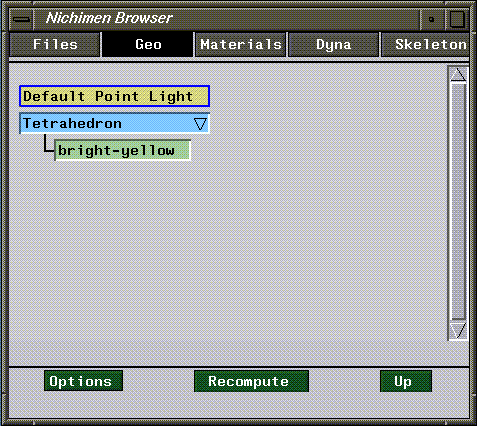 Nichimen Browser
Files Geo Materials Dyna Skeleton
Default Point Light
Tetrahedron
bright-yellow
Options Recompute Up